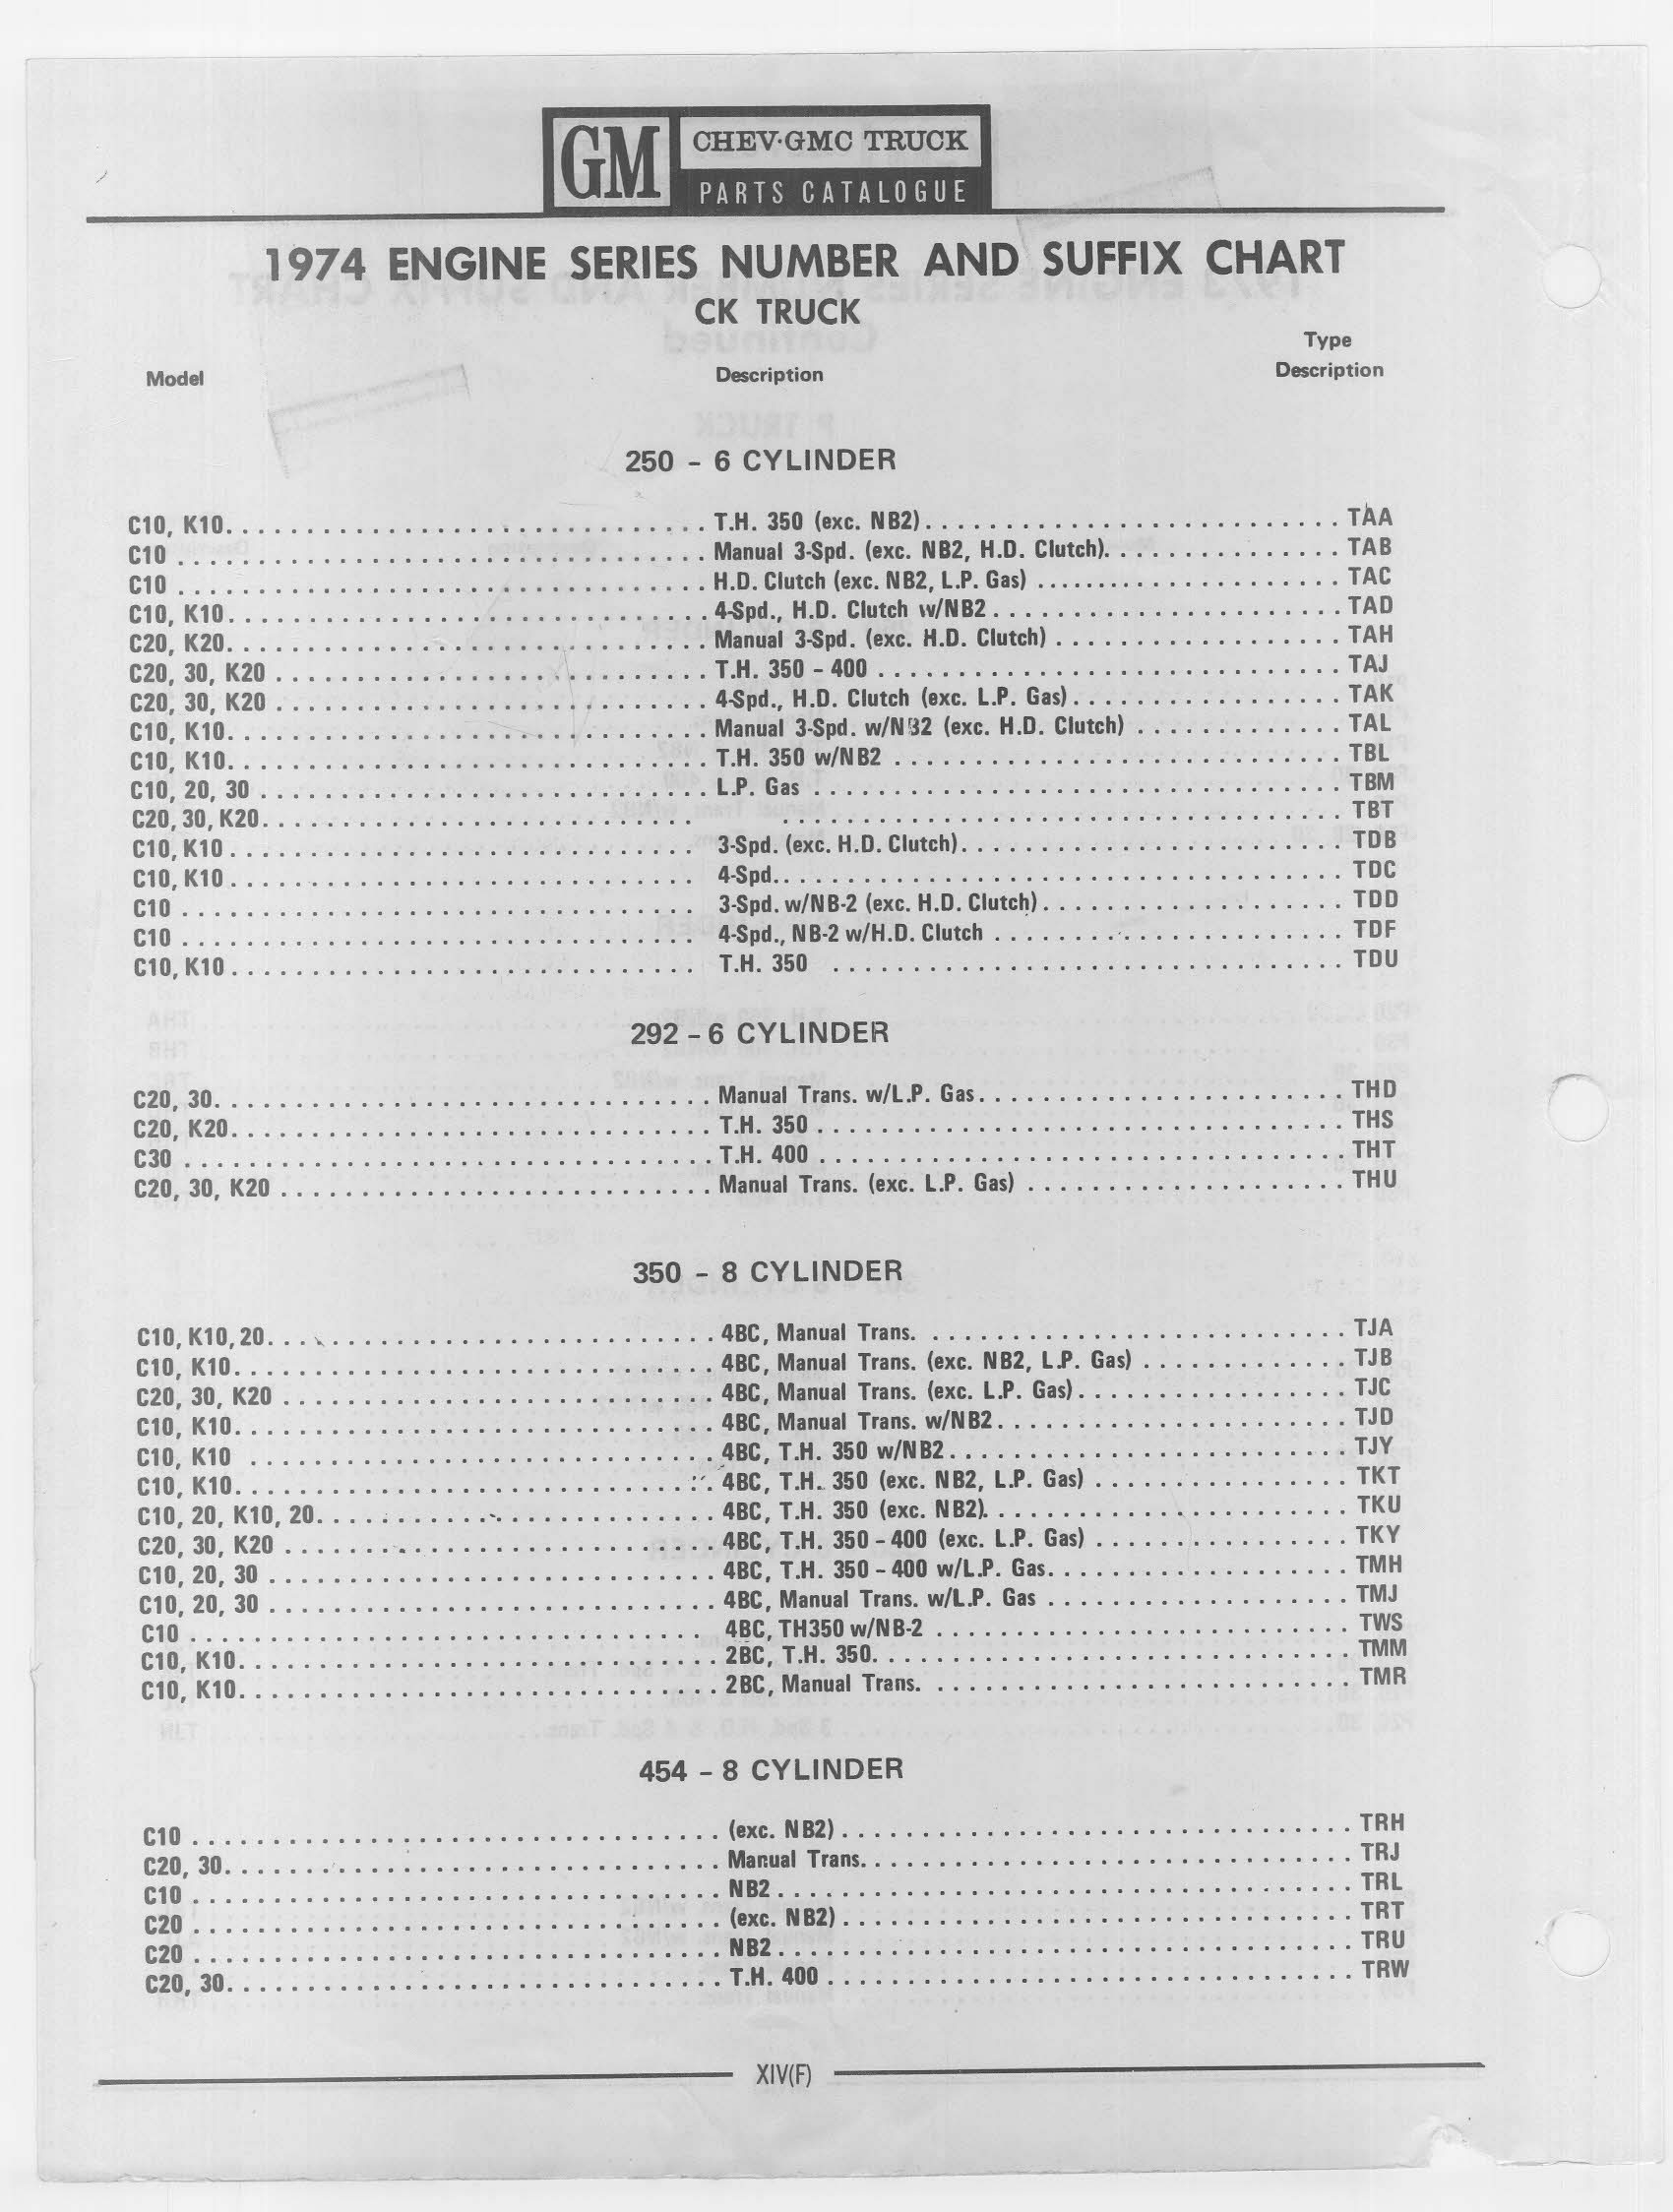 GM
CHEV·GMC TRUCK
PARTS CATALOGUE
1974 ENGINE SERIES NUMBER AND SUFFIX CHART
CK TRUCK
Model Description Type Description
250 - 6 CYLINDER
C10, K10. . . . T.H. 350 (exc. NB2). . . . TAA
C10 . . . . Manual 3-Spd. (exc. NB2, H.D. Clutch). . . . TAB
C10 . . . . H.D. Clutch (exc. NB2, L.P. Gas) . . . . TAC
C10, K10. . . . 4-Spd., H.D. Clutch w/NB2 . . . . TAD
C20, K20. . . . Manual 3-Spd. (exc. H.D. Clutch) . . . . TAH
C20, 30, K20 . . . . T.H. 350 - 400 . . . . TAJ
C20, 30, K20 . . . . 4-Spd., H.D. Clutch (exc. L.P. Gas). . . . TAK
C10, K10. . . . Manual 3-Spd. w/NB2 (exc. H.D. Clutch) . . . . TAL
C10, K10. . . . T.H. 350 w/NB2 . . . . TBL
C10, 20, 30 . . . . L.P. Gas . . . . TBM
C20, 30, K20. . . . TBT
C10, K10 . . . . 3-Spd. (exc. H.D. Clutch). . . . TDB
C10, K10 . . . . 4-Spd. . . . TDC
C10 . . . . 3-Spd. w/NB-2 (exc. H.D. Clutch). . . . TDD
C10 . . . . 4-Spd., NB-2 w/H.D. Clutch . . . . TDF
C10, K10 . . . . T.H. 350 . . . . TDU
292 - 6 CYLINDER
C20, 30. . . . Manual Trans. w/L.P. Gas. . . . THD
C20, K20. . . . T.H. 350 . . . . THS
C30 . . . . T.H. 400 . . . . THT
C20, 30, K20 . . . . Manual Trans. (exc. L.P. Gas) . . . . THU
350 - 8 CYLINDER
C10, K10, 20. . . . 4BC, Manual Trans. . . . . TJA
C10, K10. . . . 4BC, Manual Trans. (exc. NB2, L.P. Gas) . . . . TJB
C20, 30, K20 . . . . 4BC, Manual Trans. (exc. L.P. Gas). . . . TJC
C10, K10. . . . 4BC, Manual Trans. w/NB2. . . . TJD
C10, K10 . . . . 4BC, T.H. 350 w/NB2. . . . TJY
C10, K10. . . . 4BC, T.H. 350 (exc. NB2, L.P. Gas) . . . . TKT
C10, 20, K10, 20. . . . 4BC, T.H. 350 (exc. NB2). . . . TKU
C20, 30, K20 . . . . 4BC, T.H. 350 - 400 (exc. L.P. Gas) . . . . TKY
C10, 20, 30 . . . . 4BC, T.H. 350 - 400 w/L.P. Gas. . . . TMH
C10, 20, 30 . . . . 4BC, Manual Trans. w/L.P. Gas . . . . TMJ
C10 . . . . 4BC, TH350 w/NB-2 . . . . TWS
C10, K10. . . . 2BC, T.H. 350. . . . TMM
C10, K10. . . . 2BC, Manual Trans. . . . . TMR
454 - 8 CYLINDER
C10 . . . . (exc. NB2) . . . . TRH
C20, 30. . . . Manual Trans. . . . TRJ
C10 . . . . NB2 . . . . TRL
C20 . . . . (exc. NB2) . . . . TRT
C20 . . . . NB2 . . . . TRU
C20, 30. . . . T.H. 400 . . . . TRW
XIV(F)